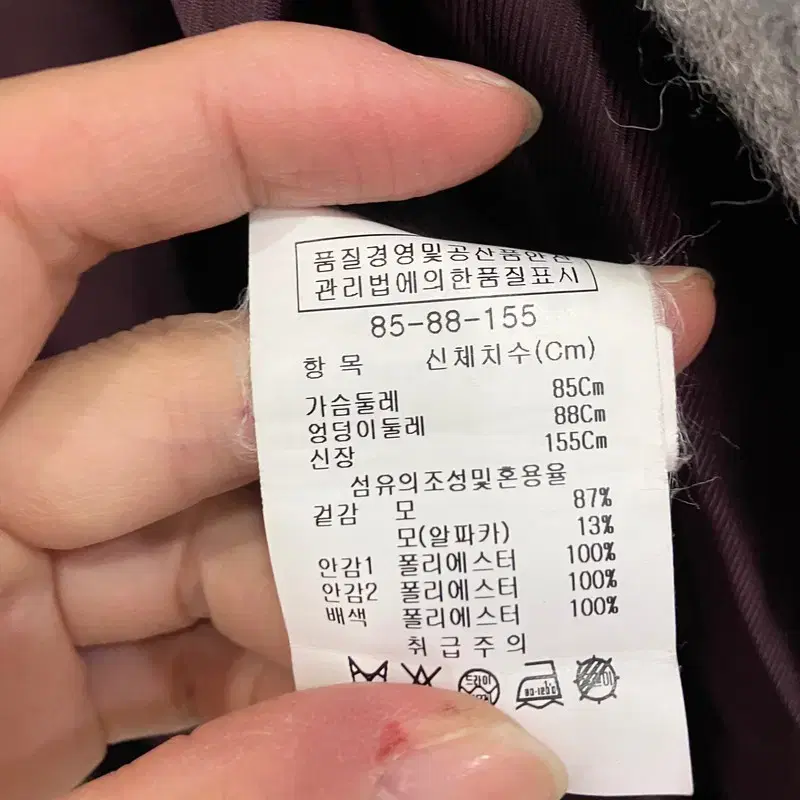 품질경영및공산품안전
관리법에의한품질표시
85-88-155
항 목 신체치수(Cm)
가슴둘레 85Cm
엉덩이둘레 88Cm
신장 155Cm
섬유의조성및혼용율
겉감 모 87%
모(알파카) 13%
안감1 폴리에스터 100%
안감2 폴리에스터 100%
배색 폴리에스터 100%
취 급 주 의
드라이